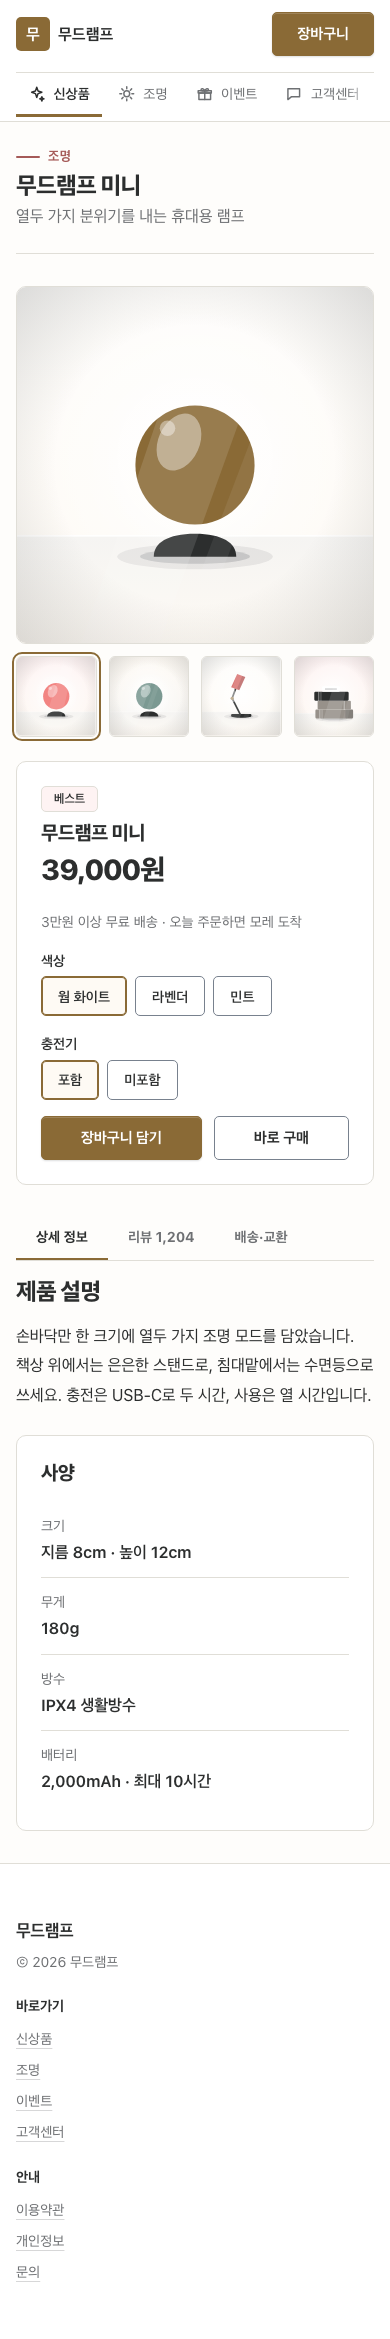 무 무드램프 장바구니
신상품 조명 이벤트 고객센터
조명
무드램프 미니
열두 가지 분위기를 내는 휴대용 램프
베스트
무드램프 미니
39,000원
3만원 이상 무료 배송 · 오늘 주문하면 모레 도착
색상
웜 화이트 라벤더 민트
충전기
포함 미포함
장바구니 담기 바로 구매
상세 정보 리뷰 1,204 배송·교환
제품 설명
손바닥만 한 크기에 열두 가지 조명 모드를 담았습니다.
책상 위에서는 은은한 스탠드로, 침대맡에서는 수면등으로
쓰세요. 충전은 USB-C로 두 시간, 사용은 열 시간입니다.
사양
크기
지름 8cm · 높이 12cm
무게
180g
방수
IPX4 생활방수
배터리
2,000mAh · 최대 10시간
무드램프
© 2026 무드램프
바로가기
신상품
조명
이벤트
고객센터
안내
이용약관
개인정보
문의